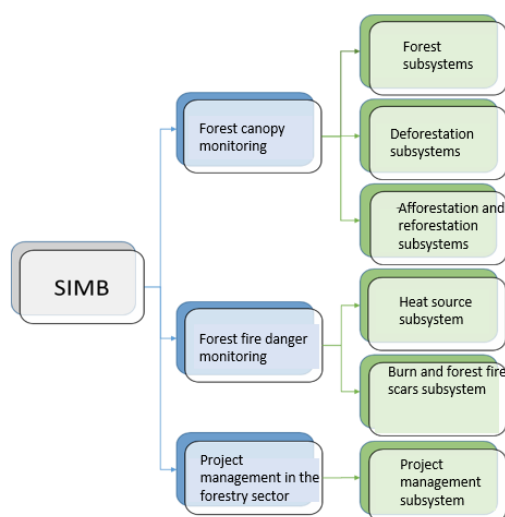 SIMB
Forest canopy
monitoring
Forest
subsystems
Deforestation
subsystems
Afforestation and
reforestation
subsystems
Forest fire danger
monitoring
Heat source
subsystem
Burn and forest fire
scars subsystem
Project
management in the
forestry sector
Project
management
subsystem